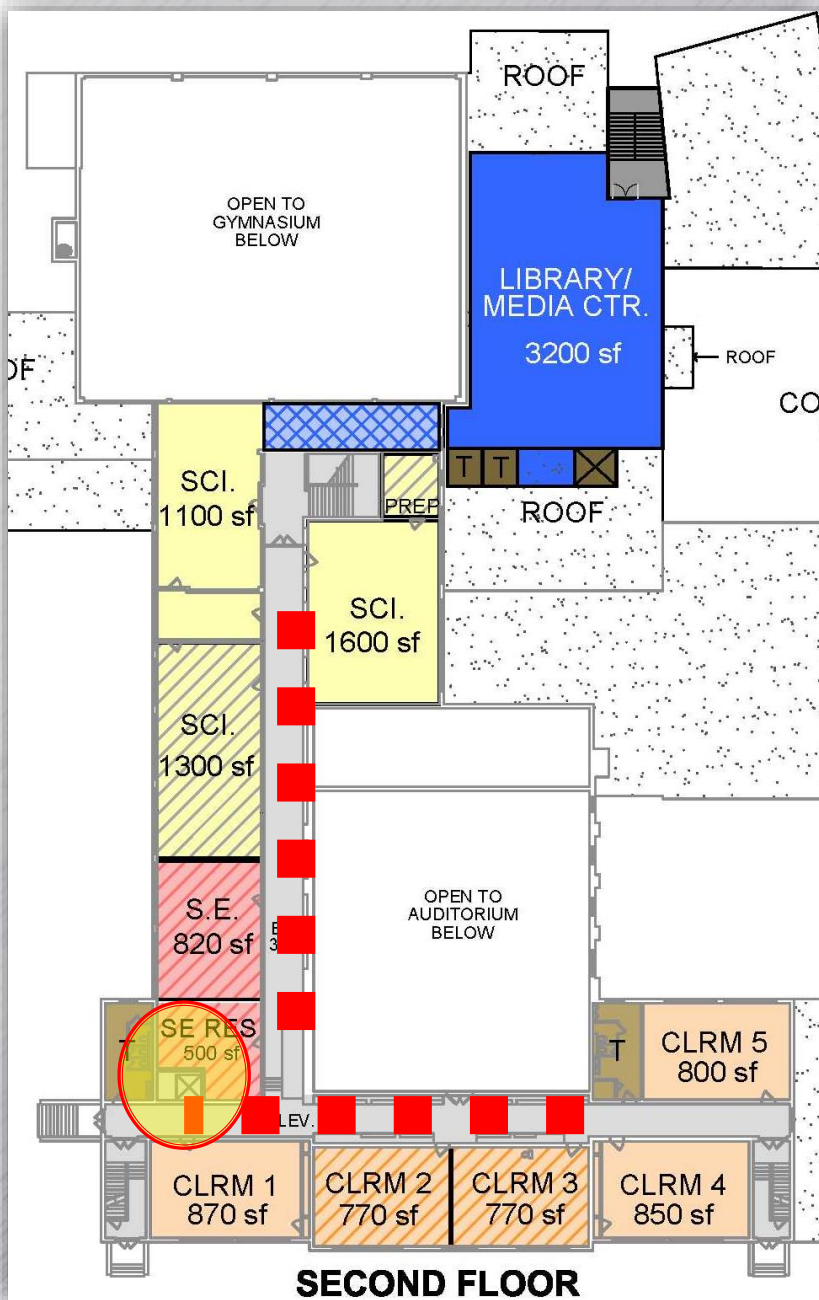 ROOF
OPEN TO
GYMNASIUM
BELOW
LIBRARY/
MEDIA CTR.
3200 sf
ROOF
OF
CO
SCI.
1100 sf
T T
PREP
ROOF
SCI.
1600 sf
SCI.
1300 sf
S.E.
820 sf
OPEN TO
AUDITORIUM
BELOW
SE RES
500 sf
T
T
CLRM 5
800 sf
LEV.
CLRM 1
870 sf
CLRM 2
770 sf
CLRM 3
770 sf
CLRM 4
850 sf
SECOND FLOOR